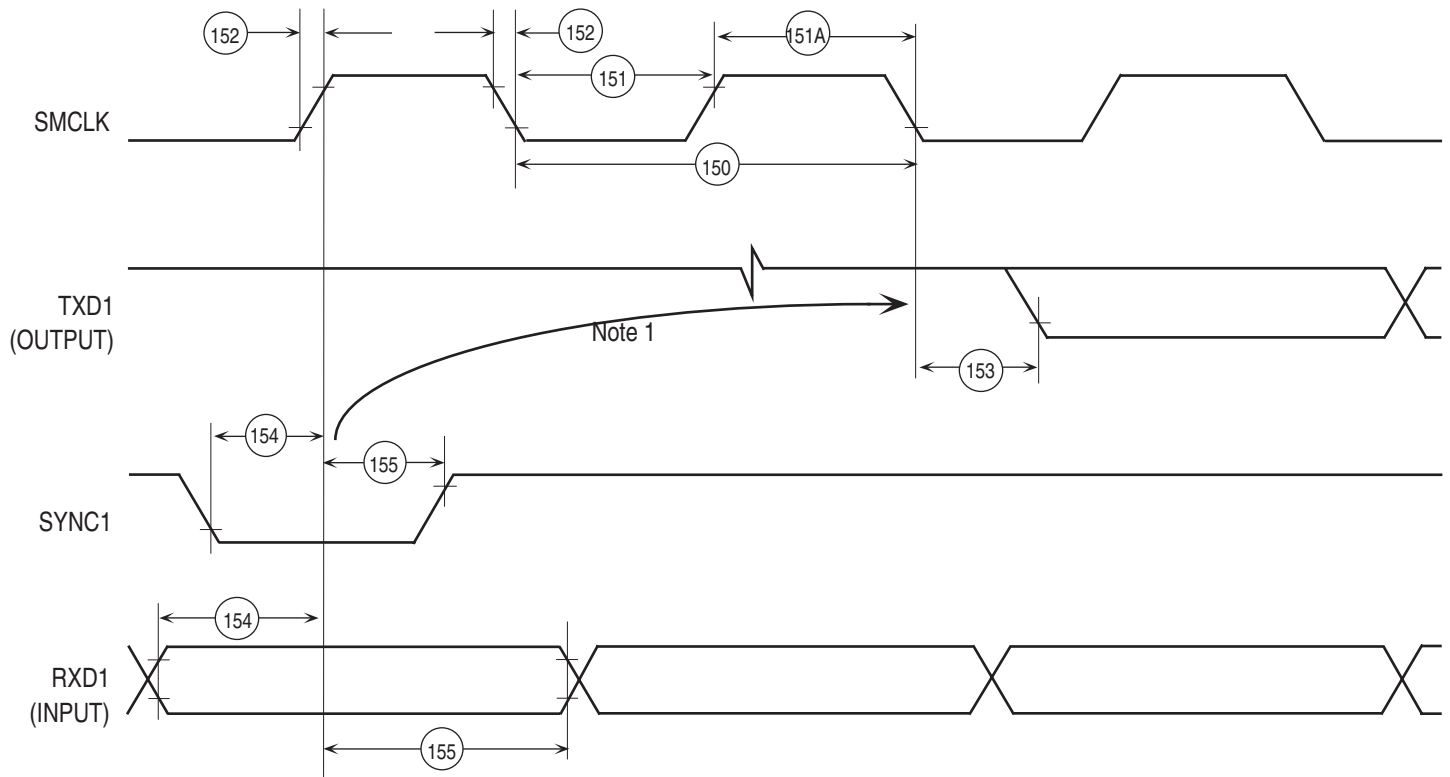 152
152
151
151A
SMCLK
150
TXD1
(OUTPUT)
Note 1
153
154
155
SYNC1
154
RXD1
(INPUT)
155